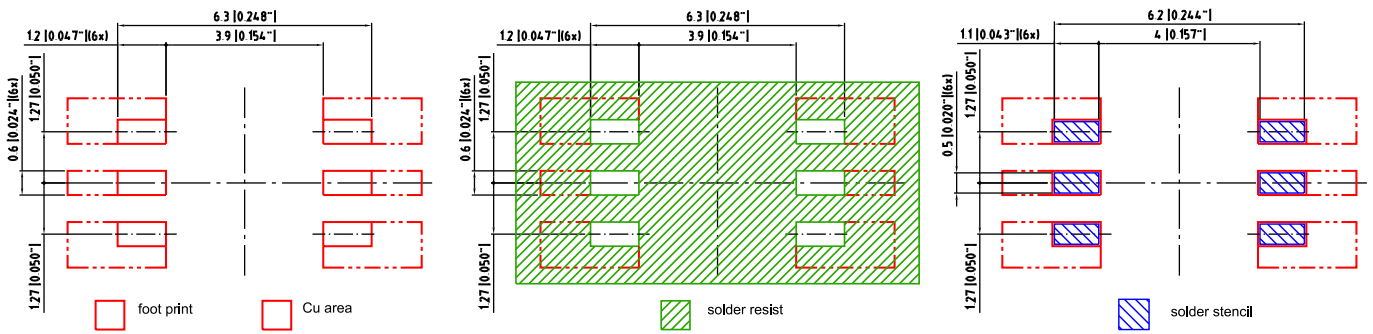 6.3 |0.248"|
1.2 |0.047"|(6x)
3.9 |0.154"|
1.27 |0.050"|
0.6 |0.024"|(6x)
1.27 |0.050"|
foot print
Cu area
6.3 |0.248"|
1.2 |0.047"|(6x)
3.9 |0.154"|
1.27 |0.050"|
0.6 |0.024"|(6x)
1.27 |0.050"|
solder resist
6.2 |0.244"|
1.1 |0.043"|(6x)
4 |0.157"|
1.27 |0.050"|
0.5 |0.020"|(6x)
1.27 |0.050"|
solder stencil